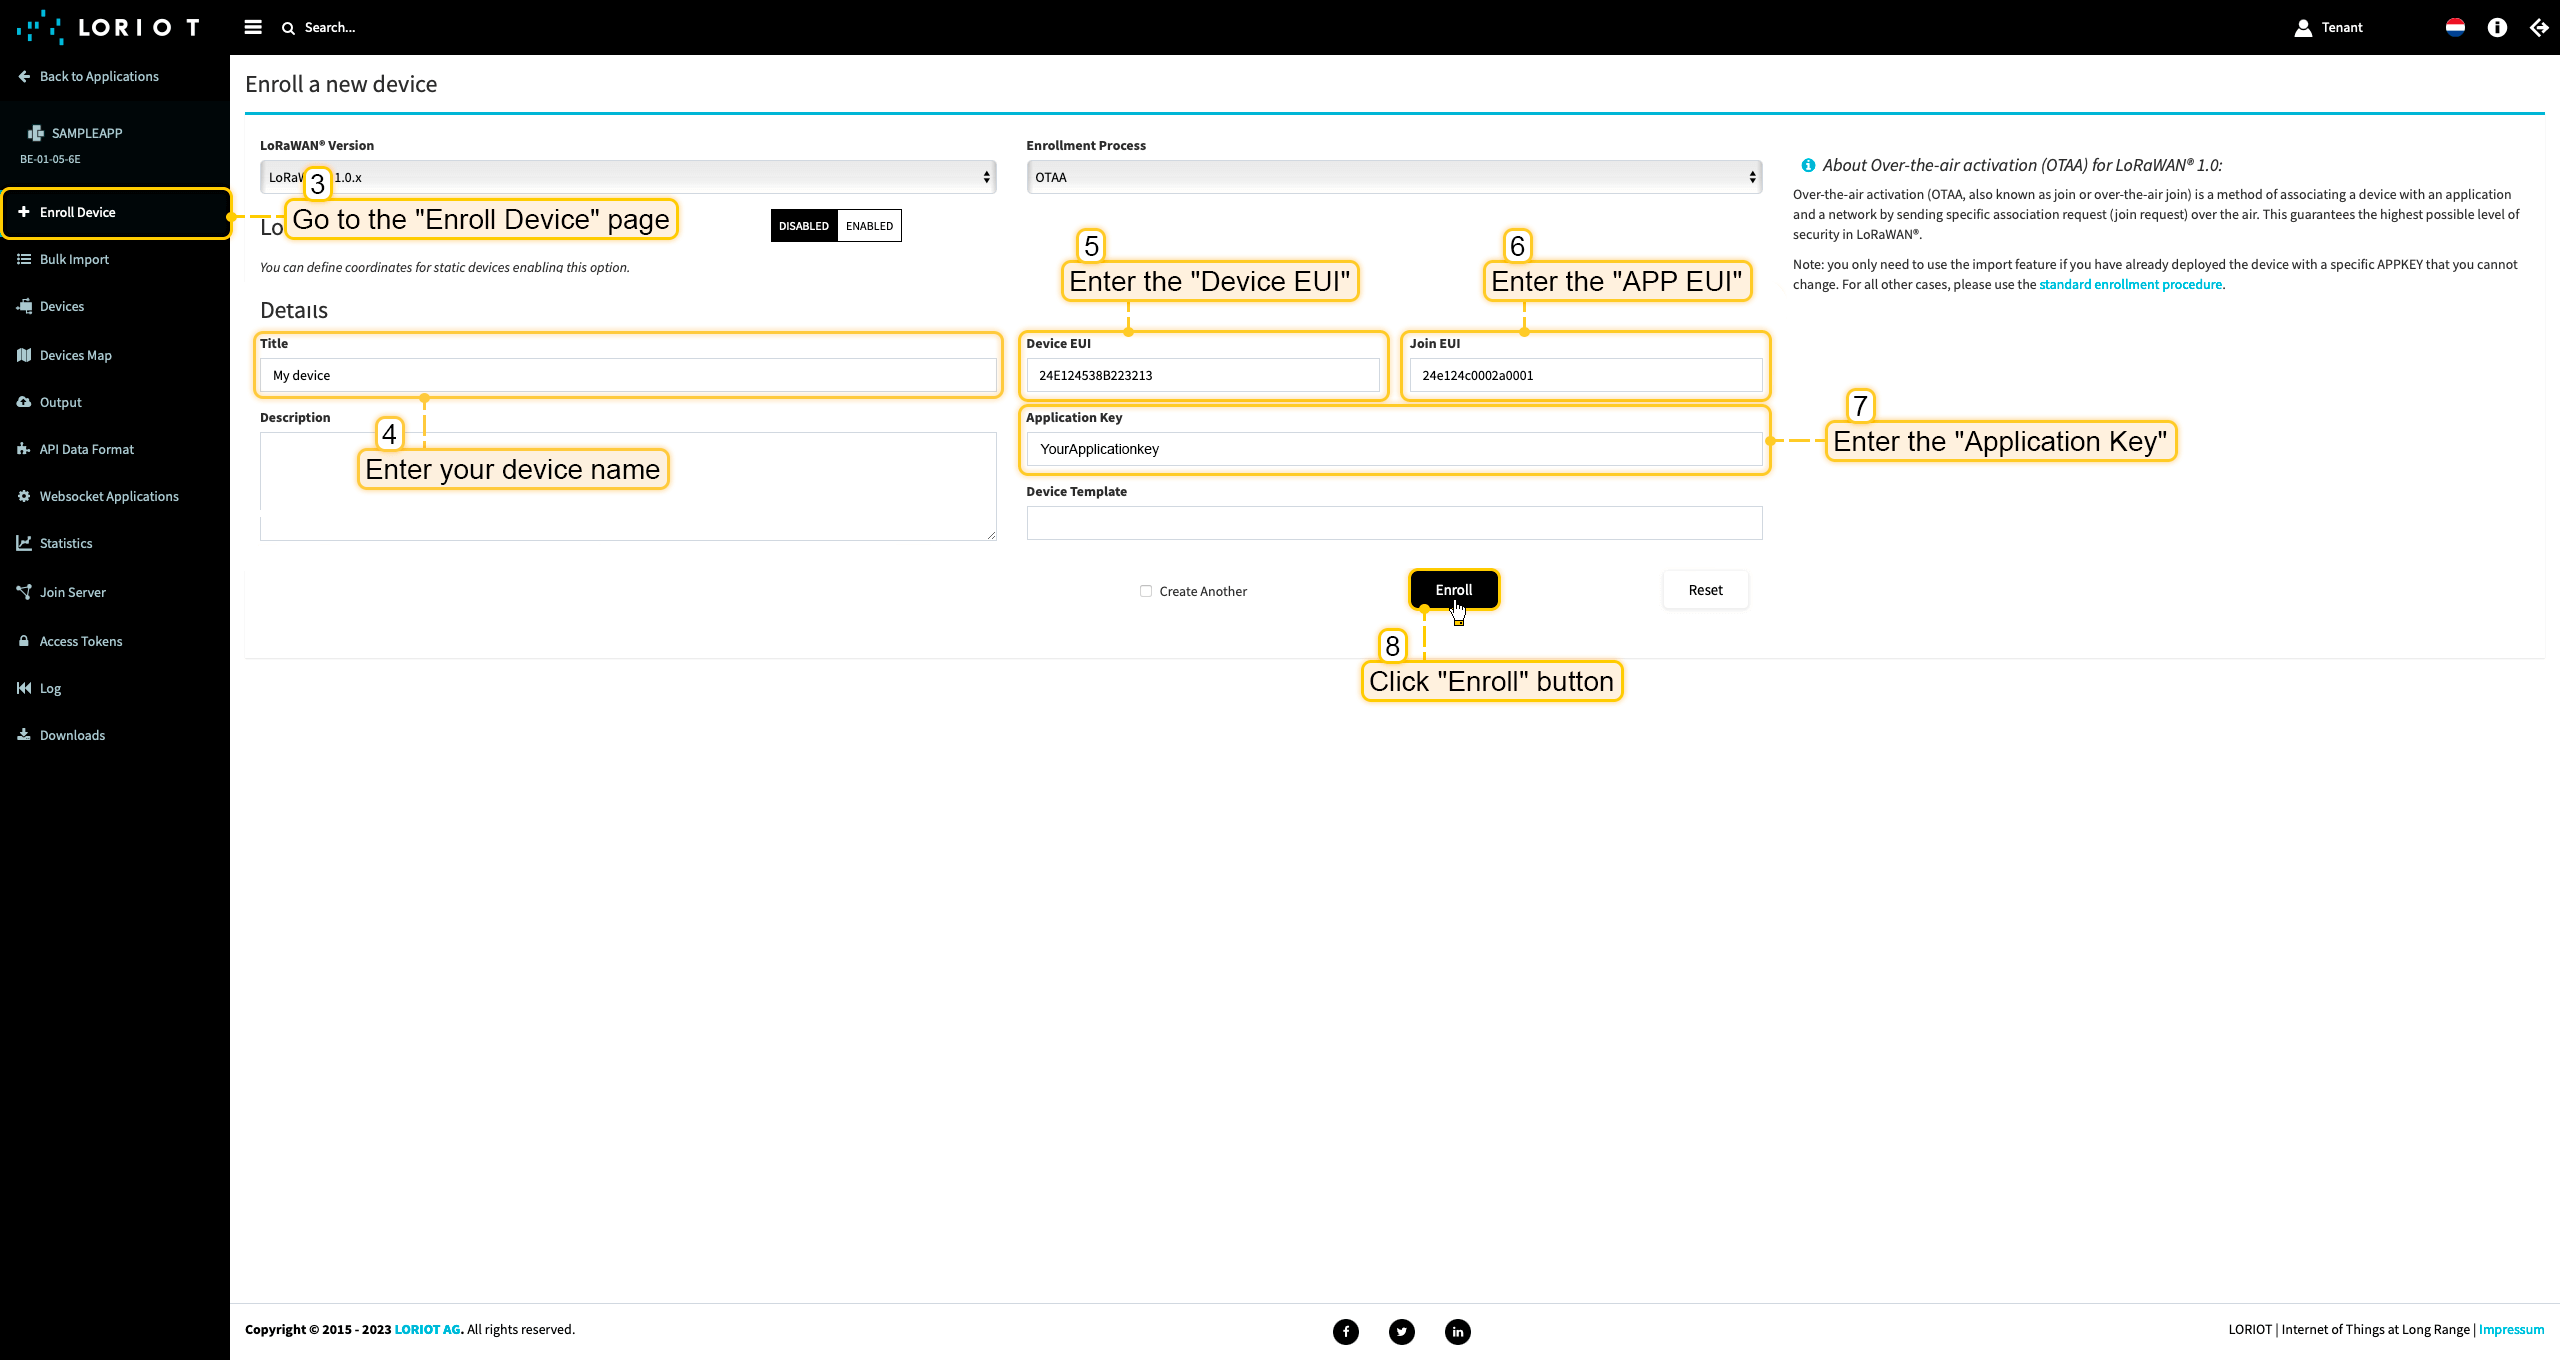 LORIOT
Search...
Tenant
Back to Applications
SAMPLEAPP
BE-01-05-6E
Enroll Device
Bulk Import
Devices
Devices Map
Output
API Data Format
Websocket Applications
Statistics
Join Server
Access Tokens
Log
Downloads
Enroll a new device
LoRaWAN® Version
LoRaW 1.0.x
Enrollment Process
OTAA
3
Go to the "Enroll Device" page
Lo
DISABLED ENABLED
You can define coordinates for static devices enabling this option.
5
Enter the "Device EUI"
6
Enter the "APP EUI"
Details
Title
My device
Device EUI
24E124538B223213
Join EUI
24e124c0002a0001
Description
4
Enter your device name
Application Key
YourApplicationkey
7
Enter the "Application Key"
Device Template
Create Another
Enroll
Reset
8
Click "Enroll" button
About Over-the-air activation (OTAA) for LoRaWAN® 1.0:
Over-the-air activation (OTAA, also known as join or over-the-air join) is a method of associating a device with an application
and a network by sending specific association request (join request) over the air. This guarantees the highest possible level of
security in LoRaWAN®.
Note: you only need to use the import feature if you have already deployed the device with a specific APPKEY that you cannot
change. For all other cases, please use the standard enrollment procedure.
Copyright © 2015 - 2023 LORIOT AG. All rights reserved.
LORIOT | Internet of Things at Long Range | Impressum